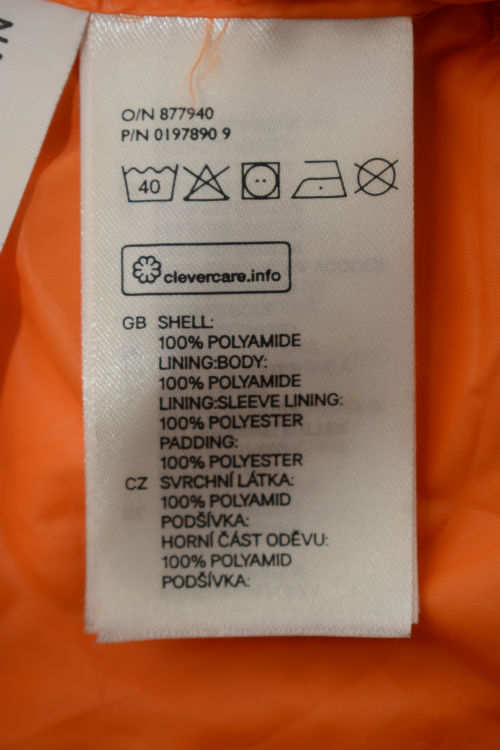 O/N 877940
P/N 0197890 9
40
clevercare.info
GB SHELL:
100% POLYAMIDE
LINING:BODY:
100% POLYAMIDE
LINING:SLEEVE LINING:
100% POLYESTER
PADDING:
100% POLYESTER
CZ SVRCHNÍ LÁTKA:
100% POLYAMID
PODŠÍVKA:
HORNÍ ČÁST ODĚVU:
100% POLYAMID
PODŠÍVKA: